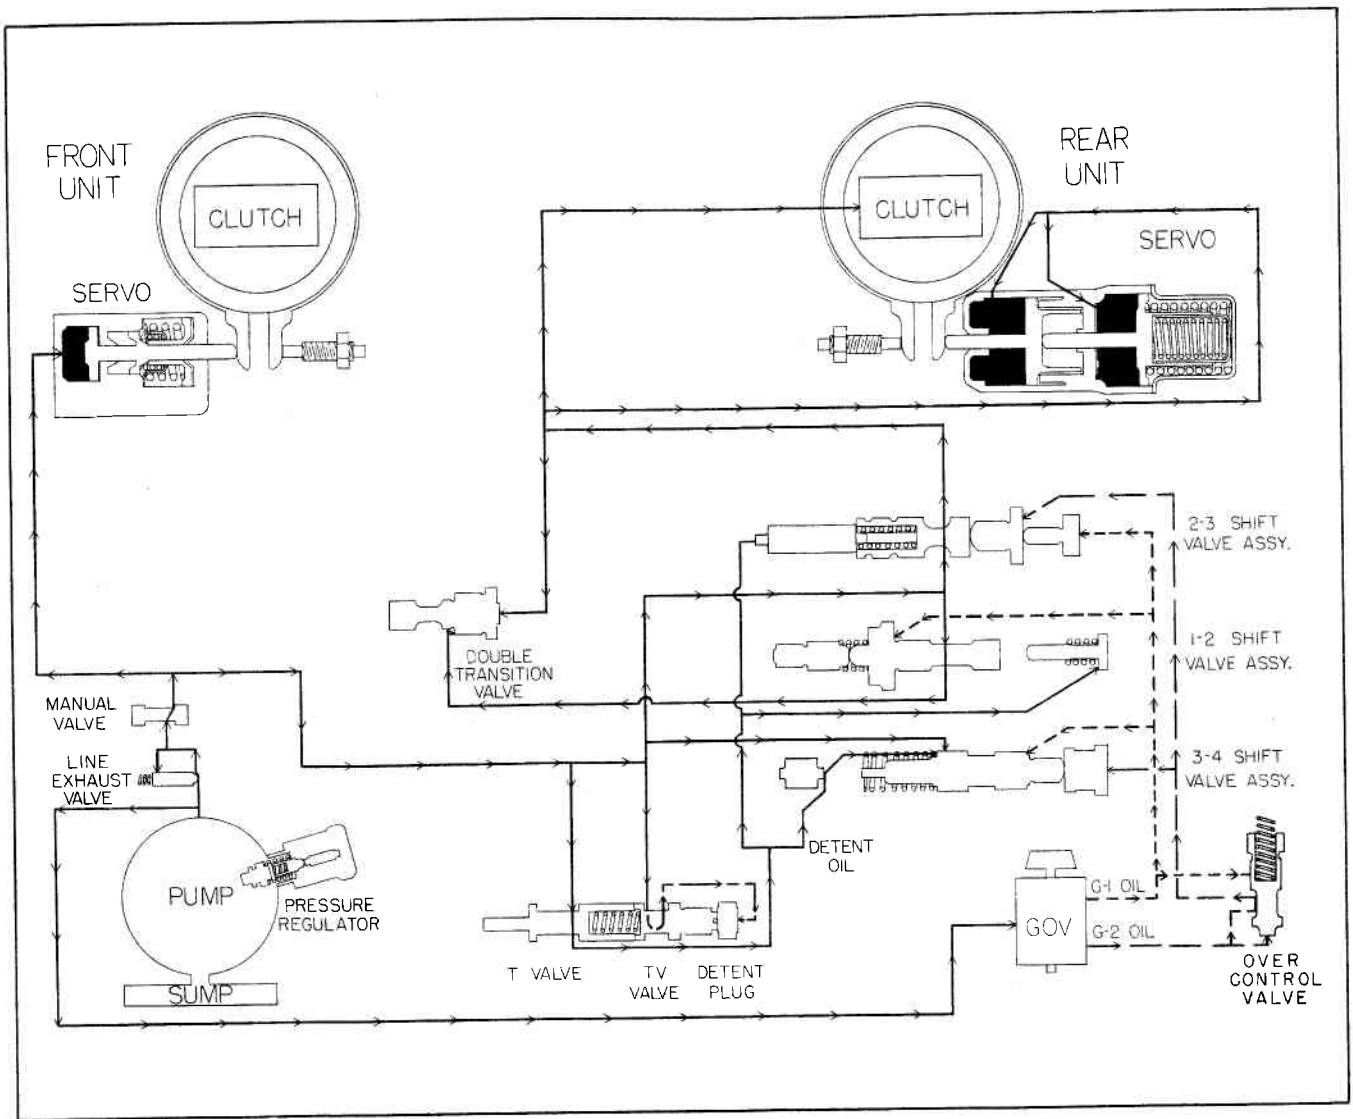 FRONT
UNIT
CLUTCH
SERVO
REAR
UNIT
CLUTCH
SERVO
2-3 SHIFT
VALVE ASSY.
1-2 SHIFT
VALVE ASSY.
3-4 SHIFT
VALVE ASSY.
DOUBLE
TRANSITION
VALVE
MANUAL
VALVE
LINE
EXHAUST
VALVE
PUMP
PRESSURE
REGULATOR
SUMP
DETENT
OIL
T VALVE
TV
VALVE
DETENT
PLUG
GOV
G-1 OIL
G-2 OIL
OVER
CONTROL
VALVE